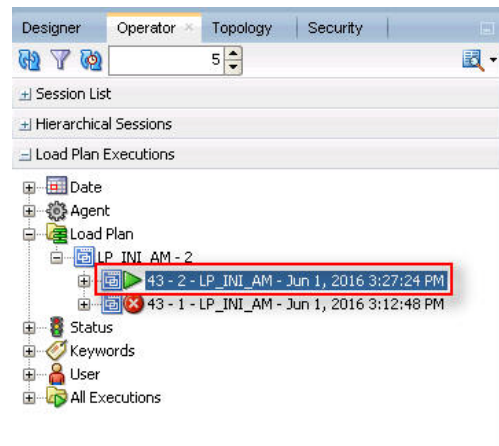 Designer Operator Topology Security
5
Session List
Hierarchical Sessions
Load Plan Executions
Date
Agent
Load Plan
LP_INI_AM - 2
43 - 2 - LP_INI_AM - Jun 1, 2016 3:27:24 PM
43 - 1 - LP_INI_AM - Jun 1, 2016 3:12:48 PM
Status
Keywords
User
All Executions